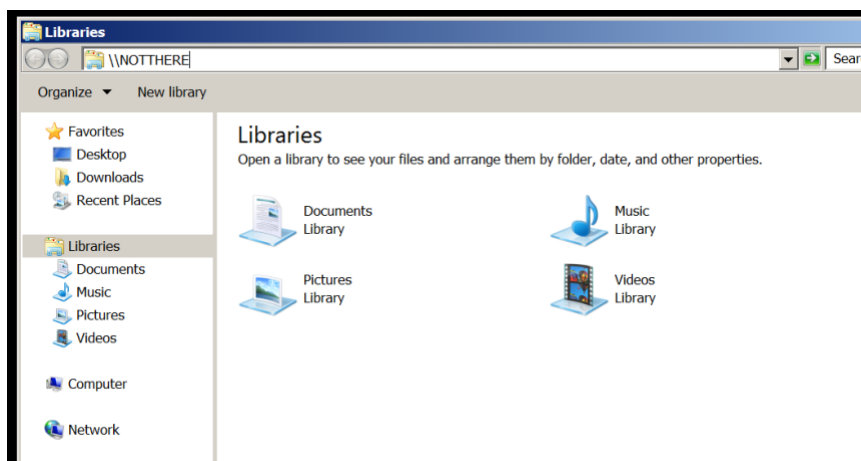 Libraries
\\NOTTHERE
Sear
Organize
New library
Favorites
Desktop
Downloads
Recent Places
Libraries
Documents
Music
Pictures
Videos
Computer
Network
Libraries
Open a library to see your files and arrange them by folder, date, and other properties.
Documents
Library
Music
Library
Pictures
Library
Videos
Library